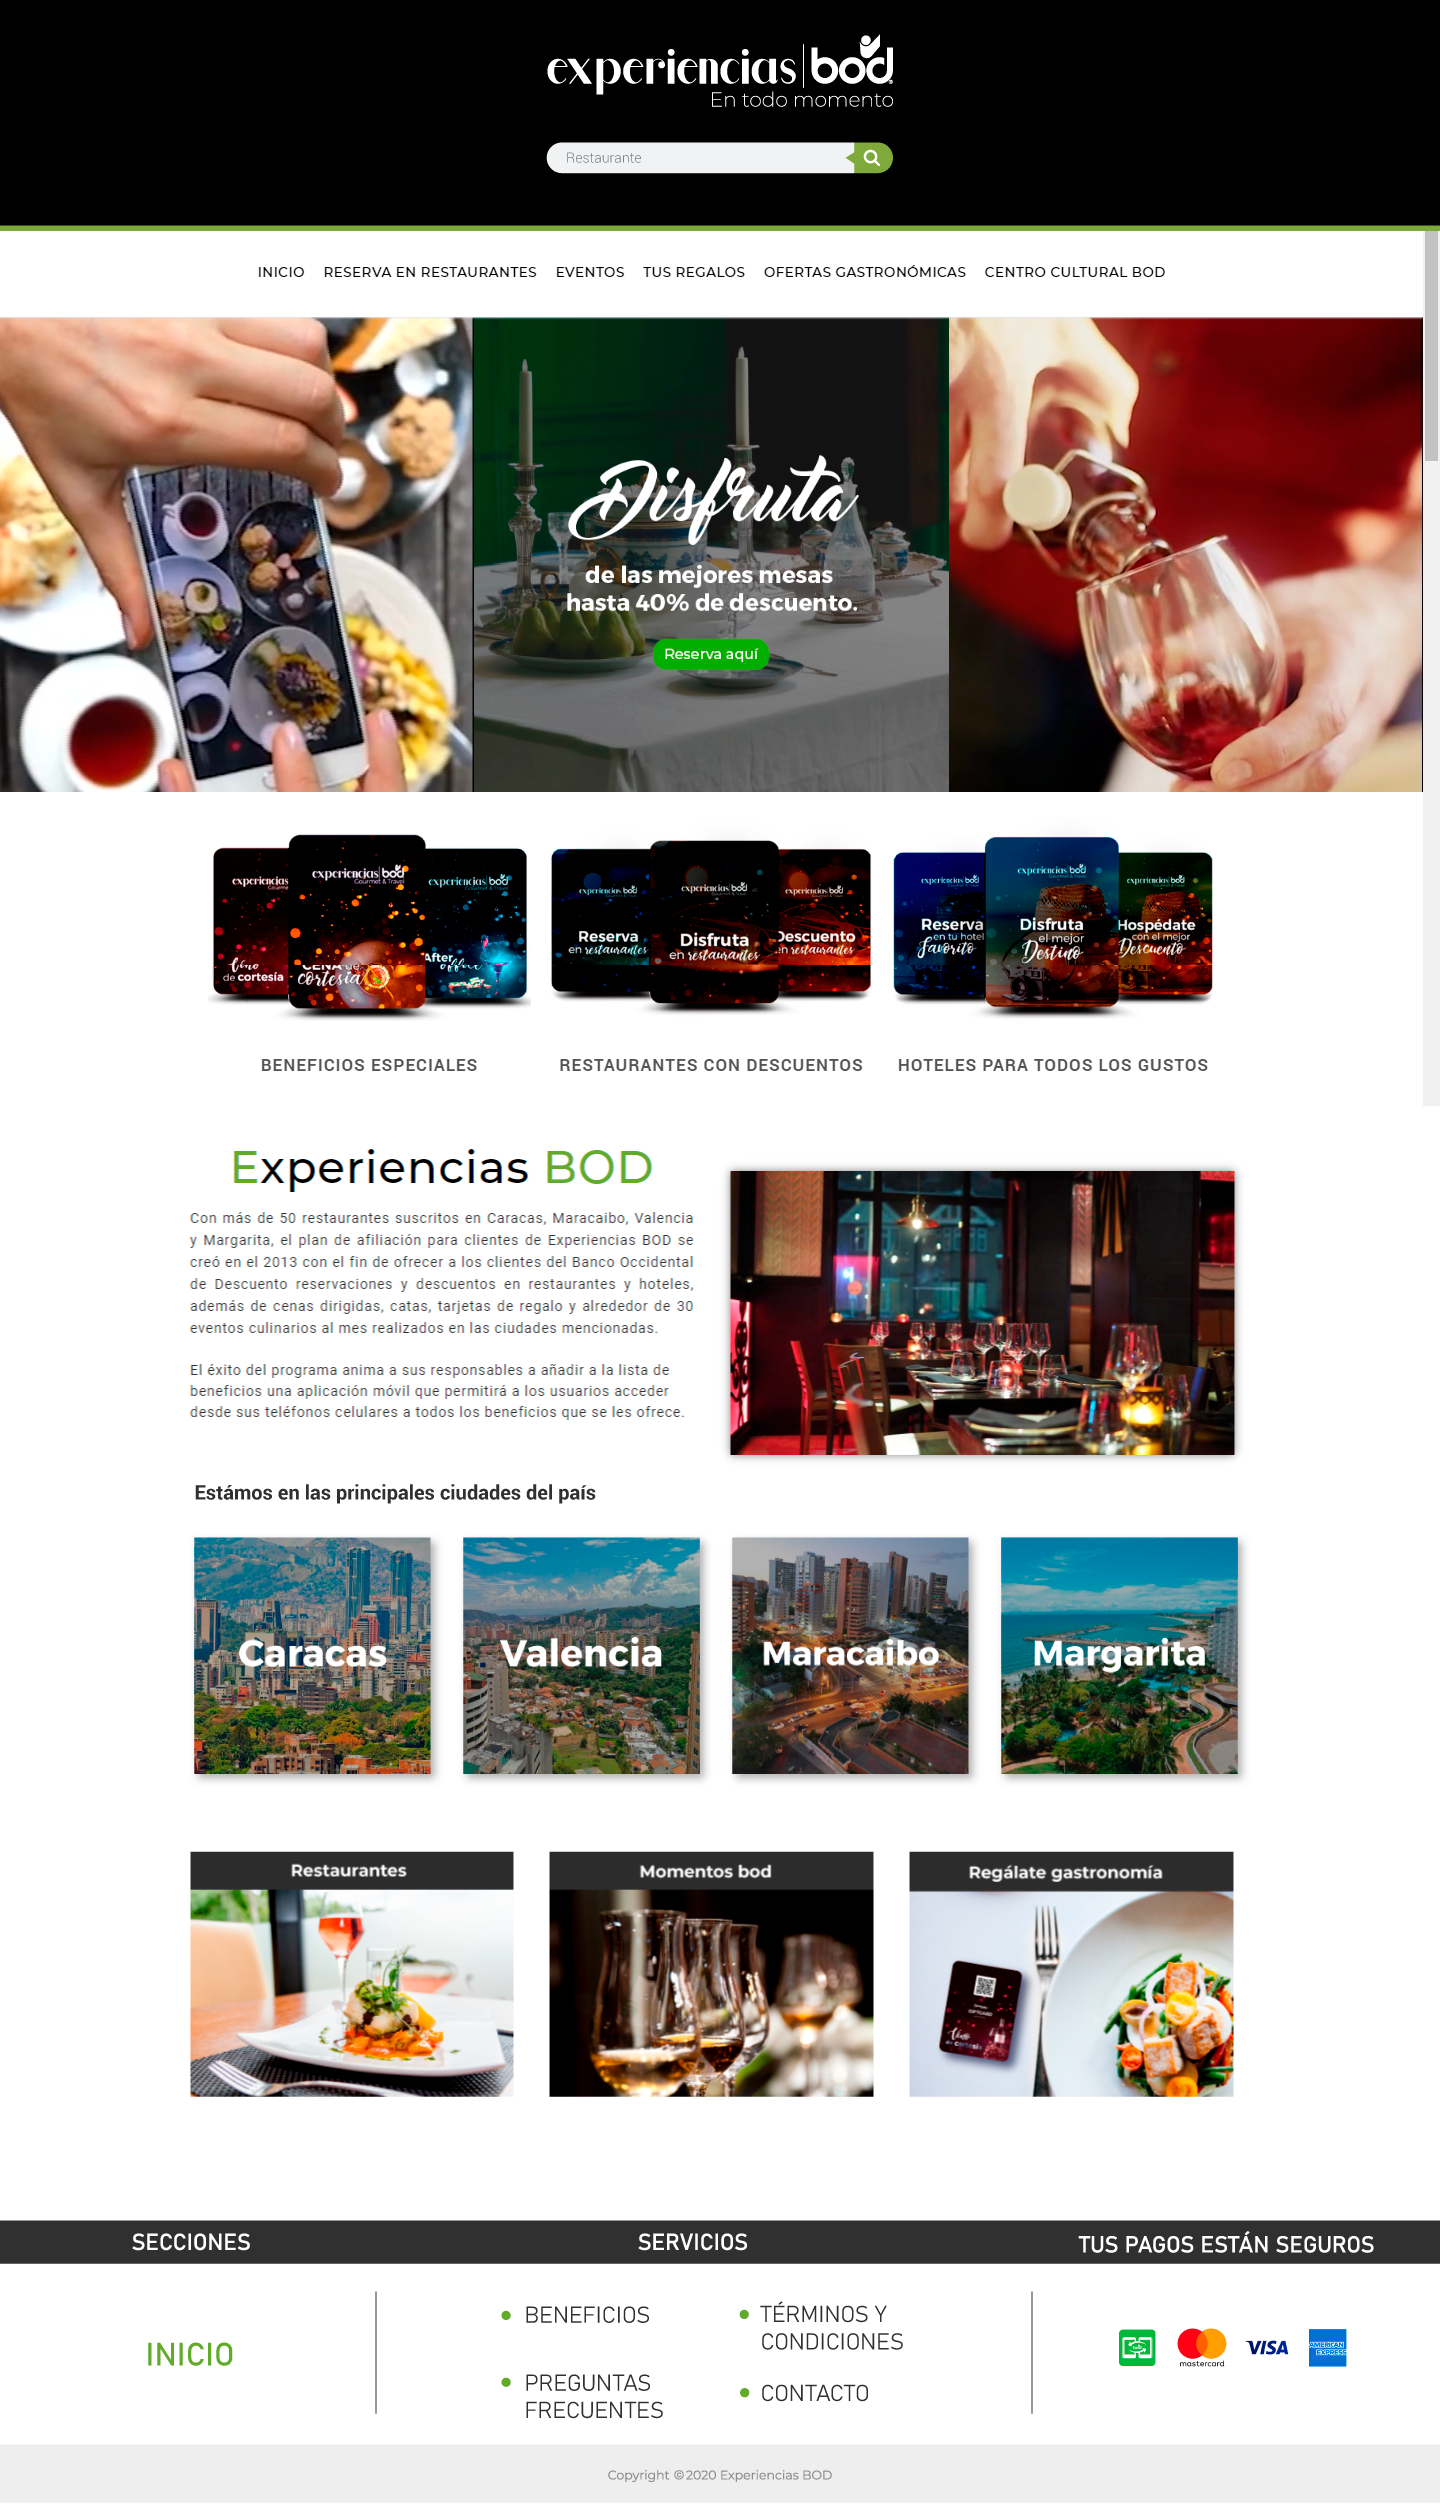 experiencias bod
En todo momento
Restaurante
INICIO RESERVA EN RESTAURANTES EVENTOS TUS REGALOS OFERTAS GASTRONÓMICAS CENTRO CULTURAL BOD
Disfruta
de las mejores mesas
hasta 40% de descuento.
Reserva aquí
experiencias
Gourmet
Vino
de cortesía
experiencias bod
Gourmet & Travel
CENA de
cortesía
experiencias bod
Gourmet & Travel
After
office
experiencias bod
Reserva
en restaurantes
experiencias bod
Disfruta
en restaurantes
experiencias bod
Descuento
en restaurantes
experiencias bod
Reserva
en tu hotel
Favorito
experiencias bod
Disfruta
el mejor
Destino
experiencias bod
Hospédate
con el mejor
Descuento
BENEFICIOS ESPECIALES
RESTAURANTES CON DESCUENTOS
HOTELES PARA TODOS LOS GUSTOS
Experiencias BOD
Con más de 50 restaurantes suscritos en Caracas, Maracaibo, Valencia
y Margarita, el plan de afiliación para clientes de Experiencias BOD se
creó en el 2013 con el fin de ofrecer a los clientes del Banco Occidental
de Descuento reservaciones y descuentos en restaurantes y hoteles,
además de cenas dirigidas, catas, tarjetas de regalo y alrededor de 30
eventos culinarios al mes realizados en las ciudades mencionadas.
El éxito del programa anima a sus responsables a añadir a la lista de
beneficios una aplicación móvil que permitirá a los usuarios acceder
desde sus teléfonos celulares a todos los beneficios que se les ofrece.
Estámos en las principales ciudades del país
Caracas
Valencia
Maracaibo
Margarita
Restaurantes
Momentos bod
Regálate gastronomía
Vino
de cortesía
SECCIONES
SERVICIOS
TUS PAGOS ESTÁN SEGUROS
INICIO
BENEFICIOS
PREGUNTAS
FRECUENTES
TÉRMINOS Y
CONDICIONES
CONTACTO
mastercard
VISA
AMERICAN
EXPRESS
Copyright ©2020 Experiencias BOD